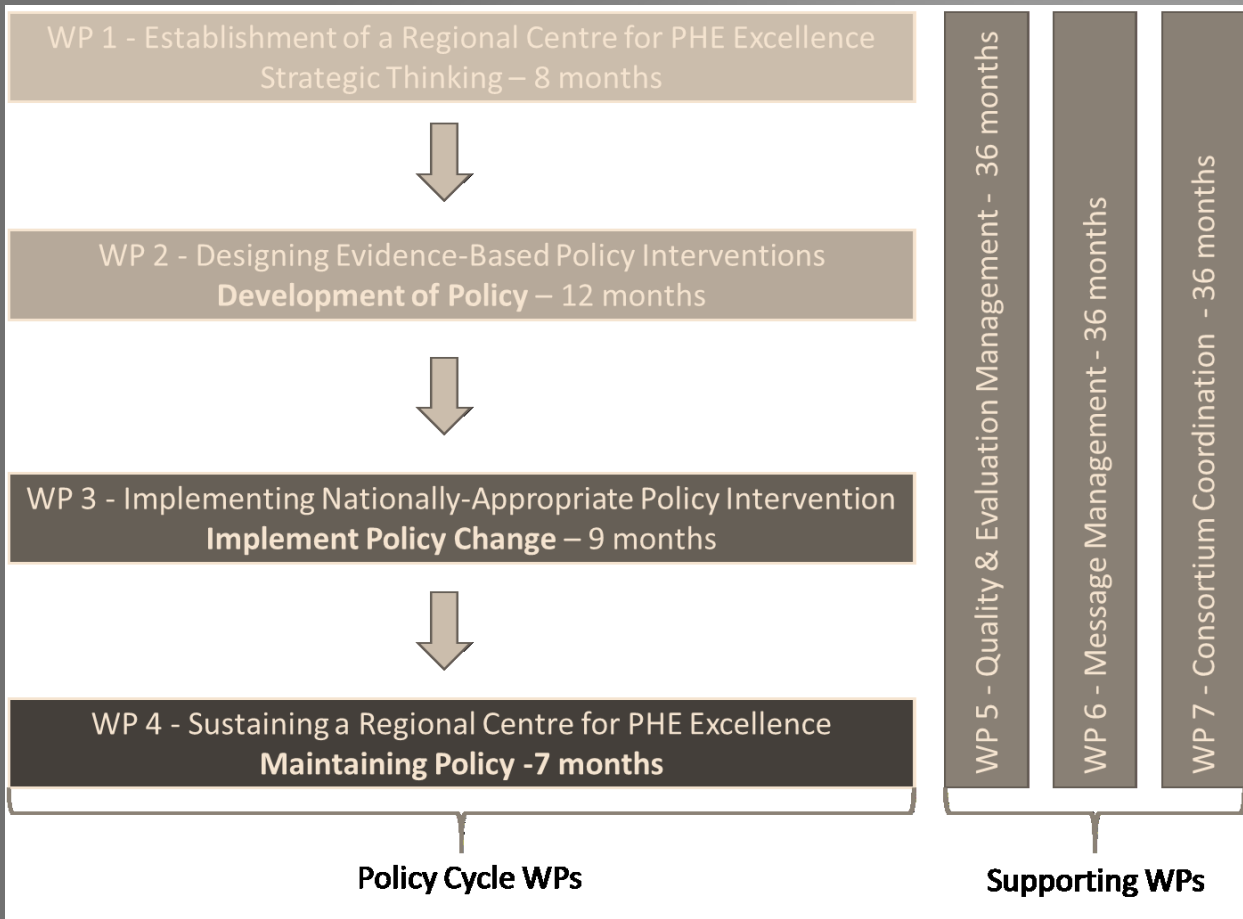 WP 1 - Establishment of a Regional Centre for PHE Excellence
Strategic Thinking – 8 months
WP 2 - Designing Evidence-Based Policy Interventions
Development of Policy – 12 months
WP 3 - Implementing Nationally-Appropriate Policy Intervention
Implement Policy Change – 9 months
WP 4 - Sustaining a Regional Centre for PHE Excellence
Maintaining Policy -7 months
Policy Cycle WPs
WP 5 - Quality & Evaluation Management - 36 months
WP 6 - Message Management - 36 months
WP 7 - Consortium Coordination - 36 months
Supporting WPs